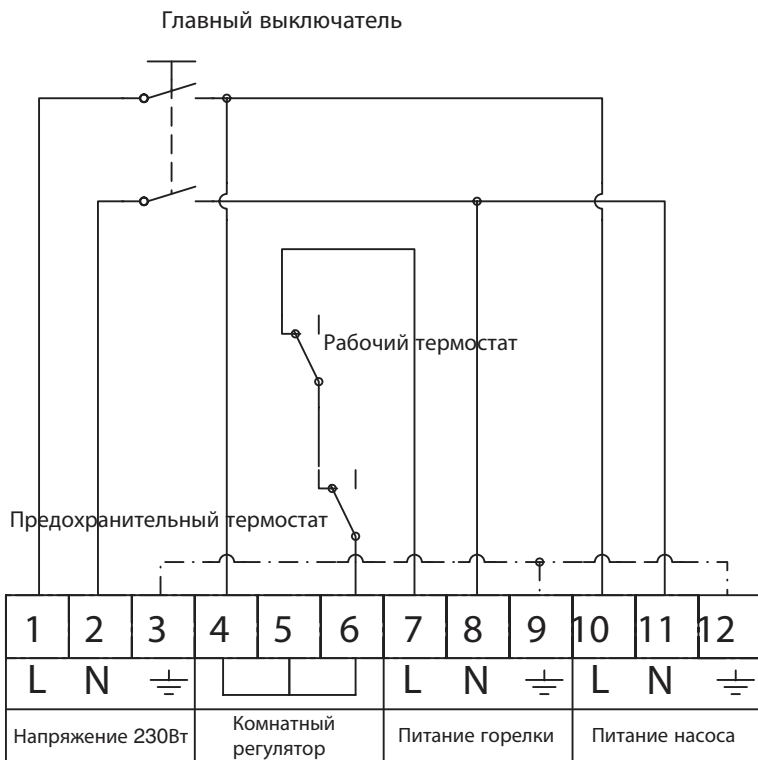 Главный выключатель
Рабочий термостат
Предохранительный термостат
1 2 3 4 5 6 7 8 9 10 11 12
L N L N L N
Напряжение 230Вт
Комнатный
регулятор
Питание горелки
Питание насоса